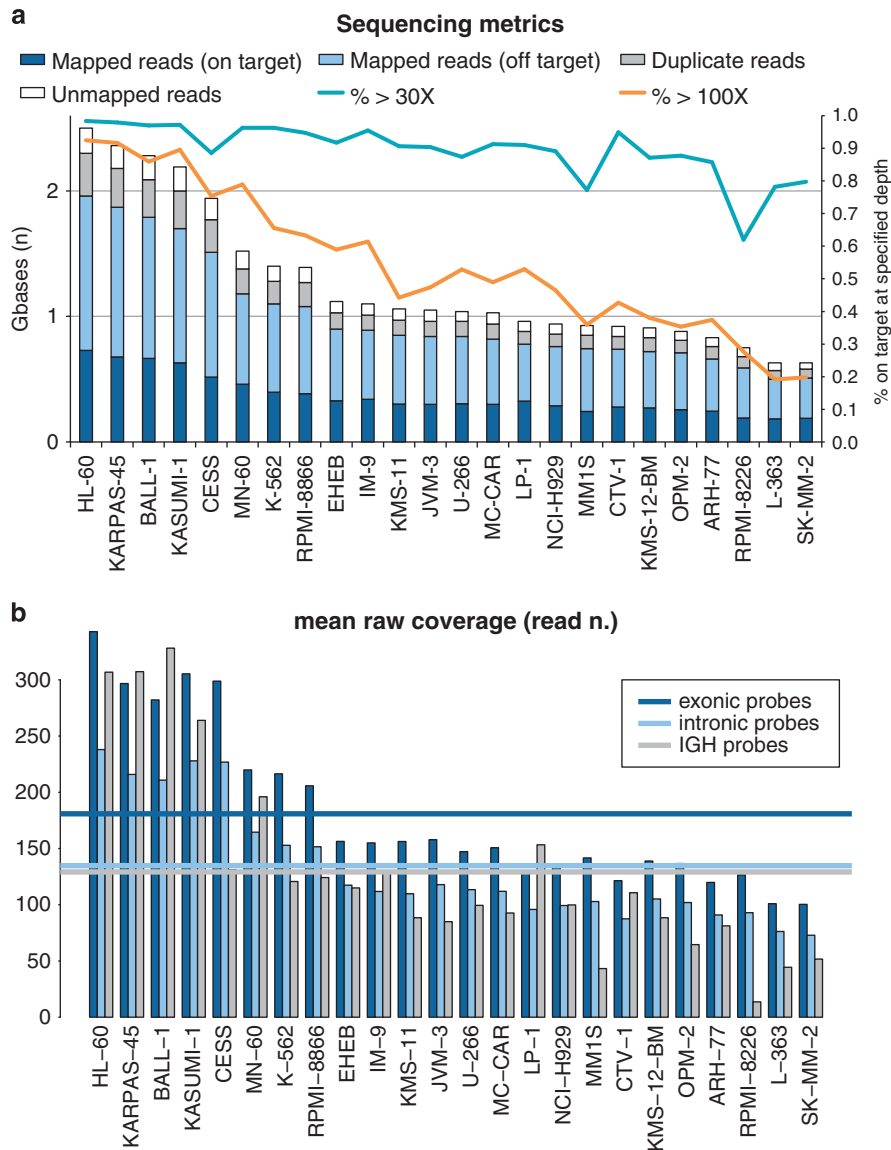 a
Sequencing metrics
Mapped reads (on target) Mapped reads (off target) Duplicate reads
Unmapped reads % > 30X % > 100X
Gbases (n)
2
1
0
1.0
0.9
0.8
0.7
0.6
0.5
0.4
0.3
0.2
0.1
0.0
% on target at specified depth
HL-60
KARPAS-45
BALL-1
KASUMI-1
CESS
MN-60
K-562
RPMI-8866
EHEB
IM-9
KMS-11
JVM-3
U-266
MC-CAR
LP-1
NCI-H929
MM1S
CTV-1
KMS-12-BM
OPM-2
ARH-77
RPMI-8226
L-363
SK-MM-2
b
mean raw coverage (read n.)
exonic probes
intronic probes
IGH probes
300
250
200
150
100
50
0
HL−60
KARPAS−45
BALL−1
KASUMI−1
CESS
MN−60
K−562
RPMI−8866
EHEB
IM−9
KMS−11
JVM−3
U−266
MC−CAR
LP−1
NCI−H929
MM1S
CTV−1
KMS−12−BM
OPM−2
ARH−77
RPMI−8226
L−363
SK−MM−2